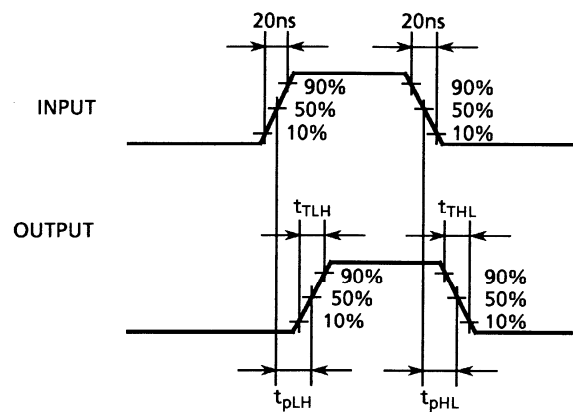 20ns 20ns
INPUT
90% 90%
50% 50%
10% 10%
OUTPUT
tTLH tTHL
90% 90%
50% 50%
10% 10%
tpLH tpHL